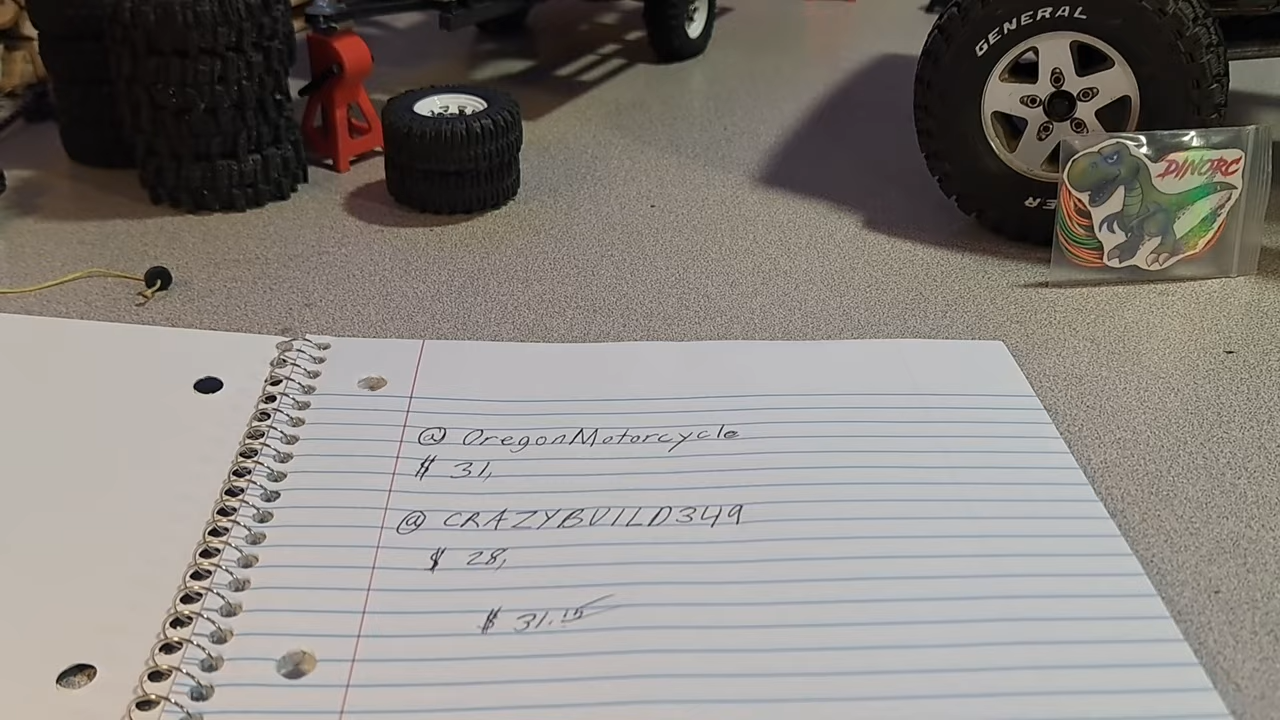 GENERAL
DINORC
@ OregonMotorcycle
$ 31,
@ CRAZYBUILD349
$ 28,
$ 31.15